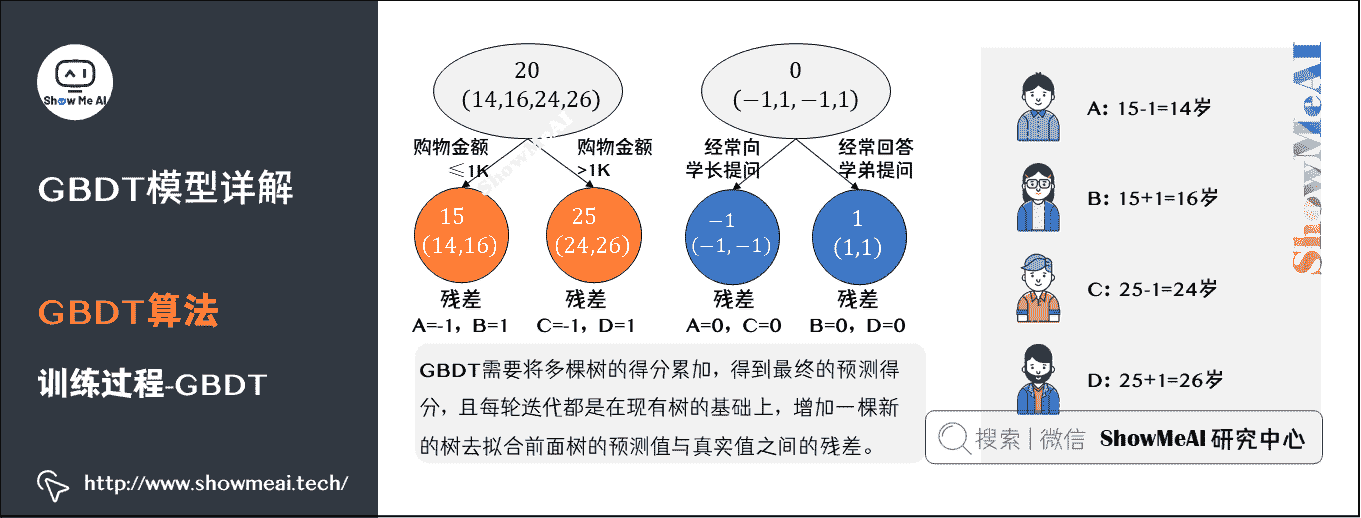 Show Me AI
GBDT模型详解
GBDT算法
训练过程-GBDT
http://www.showmeai.tech/
20
(14,16,24,26)
购物金额
≤1K
购物金额
>1K
15
(14,16)
25
(24,26)
残差
A=-1，B=1
残差
C=-1，D=1
0
(−1,1, −1,1)
经常向
学长提问
经常回答
学弟提问
−1
(−1,−1)
1
(1,1)
残差
A=0，C=0
残差
B=0，D=0
ShowMeAI
GBDT需要将多棵树的得分累加，得到最终的预测得
分，且每轮迭代都是在现有树的基础上，增加一棵新
的树去拟合前面树的预测值与真实值之间的残差。
A: 15-1=14岁
B: 15+1=16岁
C: 25-1=24岁
D: 25+1=26岁
ShowMeAI
搜索 | 微信 ShowMeAI 研究中心